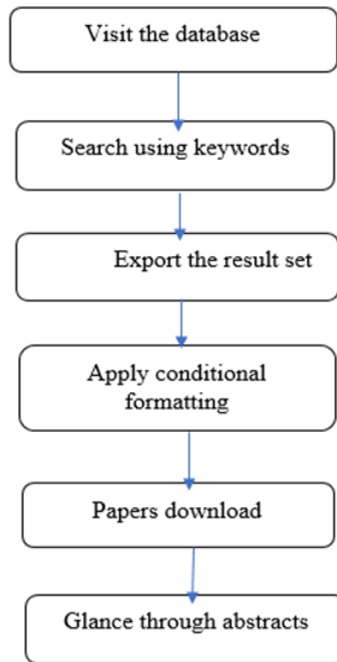 Visit the database
Search using keywords
Export the result set
Apply conditional
formatting
Papers download
Glance through abstracts